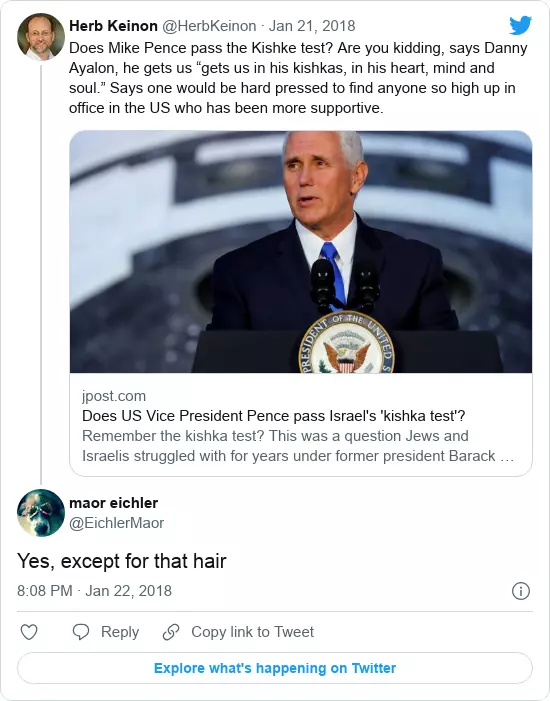 Herb Keinon @HerbKeinon · Jan 21, 2018
Does Mike Pence pass the Kishke test? Are you kidding, says Danny
Ayalon, he gets us “gets us in his kishkas, in his heart, mind and
soul.” Says one would be hard pressed to find anyone so high up in
office in the US who has been more supportive.
PRESIDENT OF THE UNITED
jpost.com
Does US Vice President Pence pass Israel's 'kishka test'?
Remember the kishka test? This was a question Jews and
Israelis struggled with for years under former president Barack …
maor eichler
@EichlerMaor
Yes, except for that hair
8:08 PM · Jan 22, 2018
Reply
Copy link to Tweet
Explore what's happening on Twitter